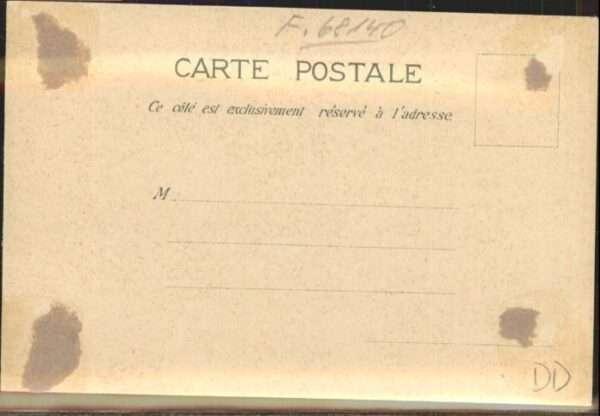 F. 68140
CARTE POSTALE
Ce côté est exclusivement réservé à l'adresse
M
DD